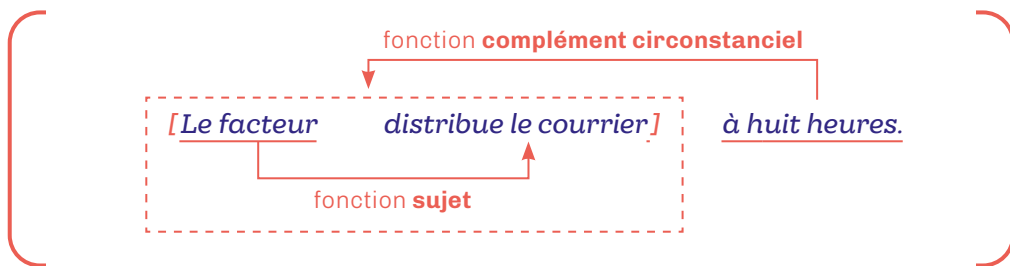 fonction complément circonstanciel
[Le facteur distribue le courrier] à huit heures.
fonction sujet